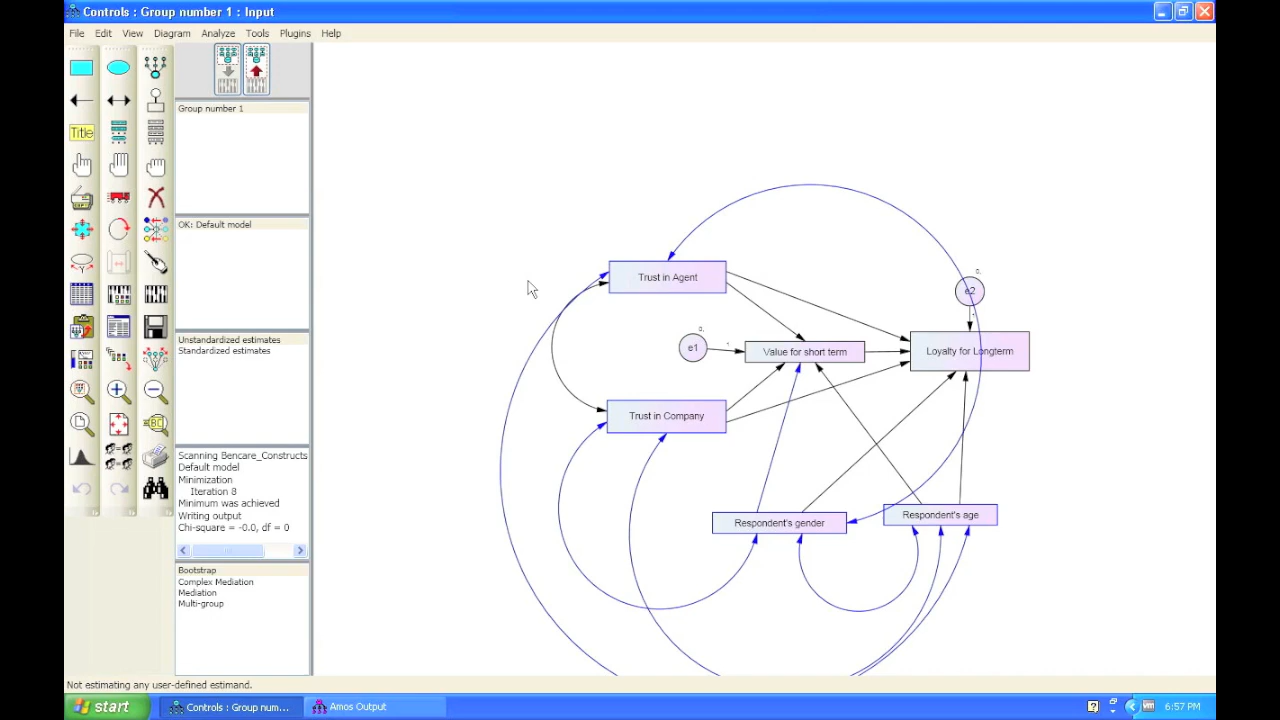 Controls : Group number 1 : Input
File Edit View Diagram Analyze Tools Plugins Help
Title
Group number 1
OK: Default model
Unstandardized estimates
Standardized estimates
Scanning Bencare_Constructs
Default model
Minimization
Iteration 8
Minimum was achieved
Writing output
Chi-square = -0.0, df = 0
Bootstrap
Complex Mediation
Mediation
Multi-group
Not estimating any user-defined estimand.
Trust in Agent
0,
e2
1
0,
e1
1
Value for short term
Loyalty for Longterm
Trust in Company
Respondent's gender
Respondent's age
start
Controls : Group num...
Amos Output
6:57 PM